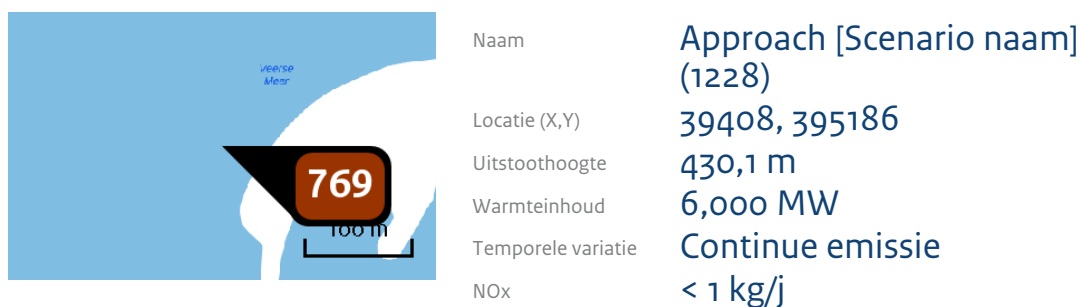 Veerse
Meer
769
100 m
Naam
Approach [Scenario naam]
(1228)
Locatie (X,Y)
39408, 395186
Uitstoothoogte
430,1 m
Warmteinhoud
6,000 MW
Temporele variatie
Continue emissie
NOx
< 1 kg/j